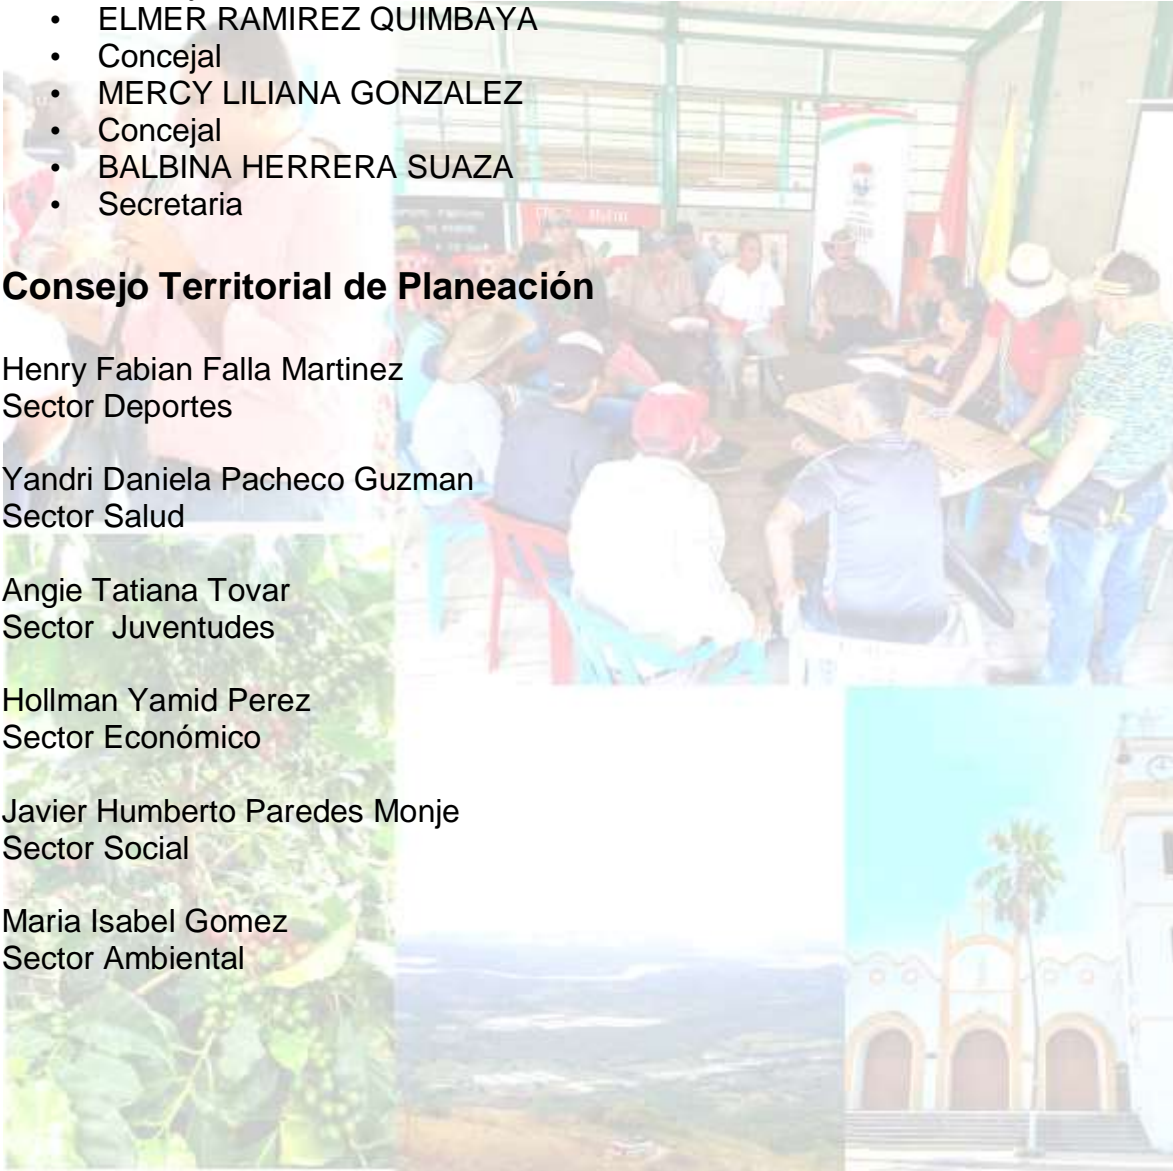 • ELMER RAMIREZ QUIMBAYA
• Concejal
• MERCY LILIANA GONZALEZ
• Concejal
• BALBINA HERRERA SUAZA
• Secretaria
Consejo Territorial de Planeación
Henry Fabian Falla Martinez
Sector Deportes
Yandri Daniela Pacheco Guzman
Sector Salud
Angie Tatiana Tovar
Sector  Juventudes
Hollman Yamid Perez
Sector Económico
Javier Humberto Paredes Monje
Sector Social
Maria Isabel Gomez
Sector Ambiental